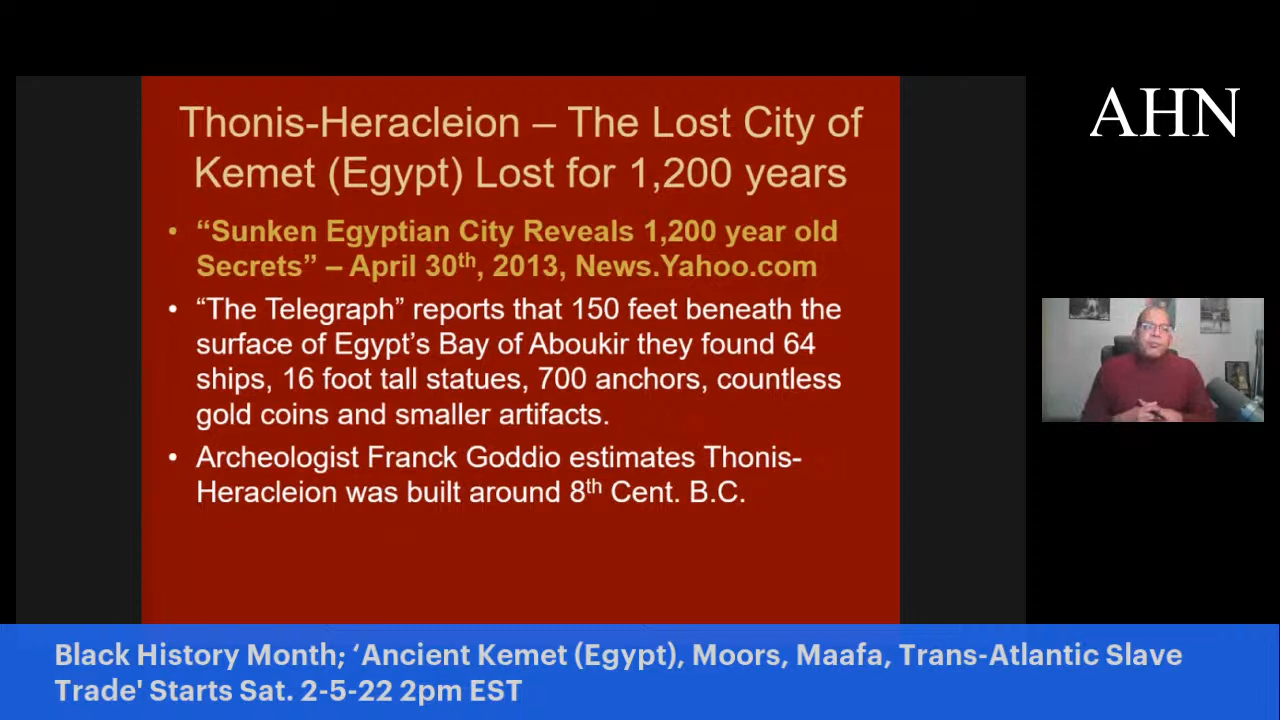 AHN
Thonis-Heracleion – The Lost City of
Kemet (Egypt) Lost for 1,200 years
• “Sunken Egyptian City Reveals 1,200 year old
Secrets” – April 30th, 2013, News.Yahoo.com
• “The Telegraph” reports that 150 feet beneath the
surface of Egypt’s Bay of Aboukir they found 64
ships, 16 foot tall statues, 700 anchors, countless
gold coins and smaller artifacts.
• Archeologist Franck Goddio estimates Thonis-
Heracleion was built around 8th Cent. B.C.
Black History Month; ‘Ancient Kemet (Egypt), Moors, Maafa, Trans-Atlantic Slave
Trade' Starts Sat. 2-5-22 2pm EST